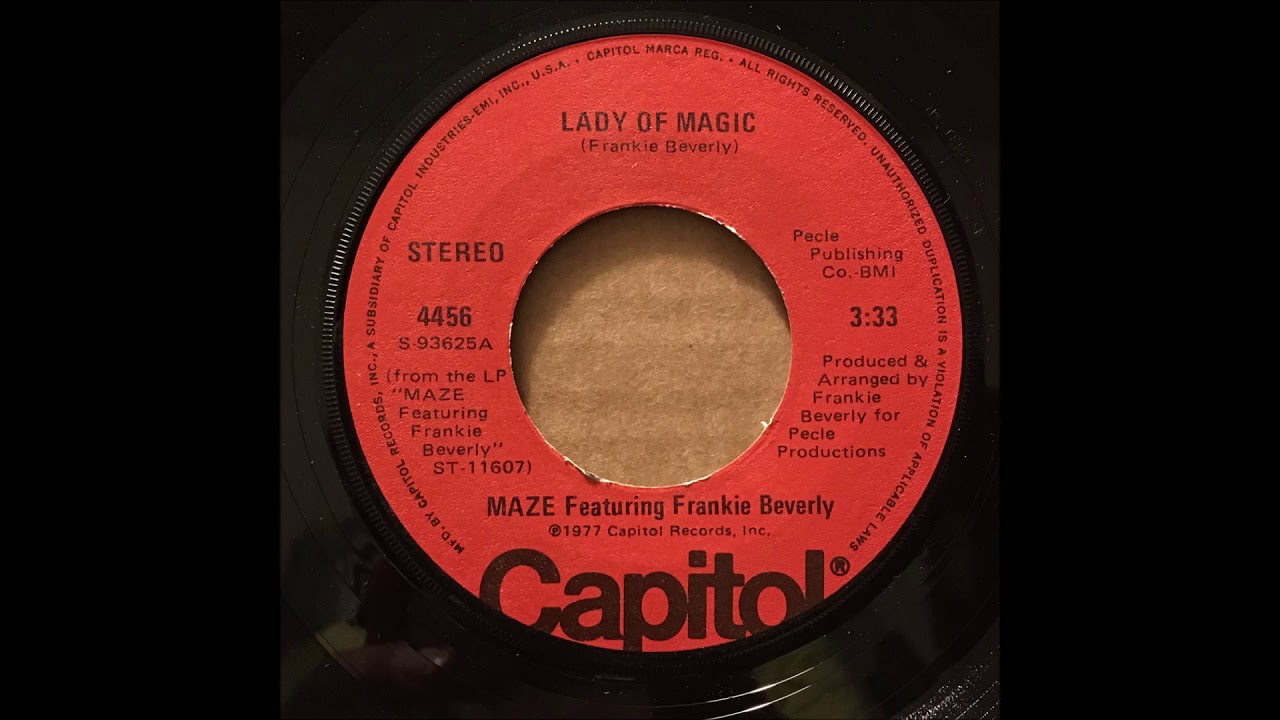 MFD. BY CAPITOL RECORDS, INC., A SUBSIDIARY OF CAPITOL INDUSTRIES-EMI, INC., U.S.A. • CAPITOL MARCA REG. • ALL RIGHTS RESERVED. UNAUTHORIZED DUPLICATION IS A VIOLATION OF APPLICABLE LAWS
LADY OF MAGIC
(Frankie Beverly)
STEREO
4456
S-93625A
(from the LP
"MAZE
Featuring
Frankie
Beverly"
ST-11607)
Pecle
Publishing
Co.-BMI
3:33
Produced &
Arranged by
Frankie
Beverly for
Pecle
Productions
MAZE Featuring Frankie Beverly
℗1977 Capitol Records, Inc.
Capitol®